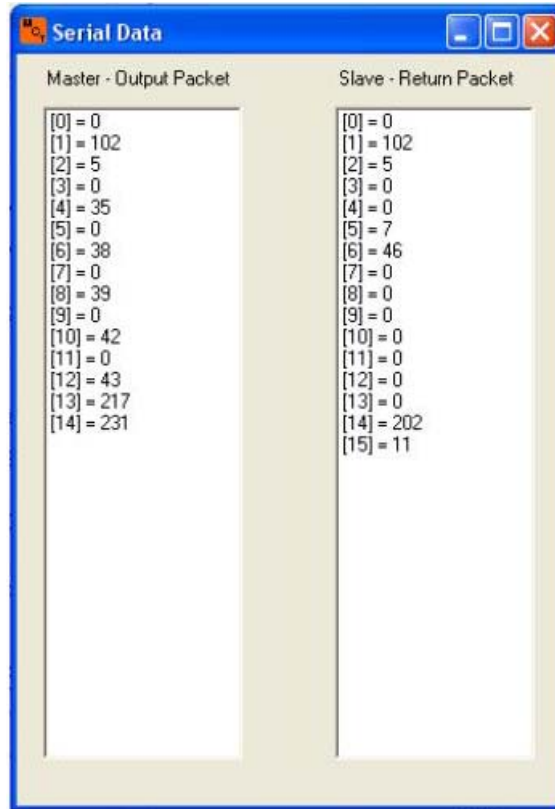 Serial Data
Master - Output Packet
[0] = 0
[1] = 102
[2] = 5
[3] = 0
[4] = 35
[5] = 0
[6] = 38
[7] = 0
[8] = 39
[9] = 0
[10] = 42
[11] = 0
[12] = 43
[13] = 217
[14] = 231
Slave - Return Packet
[0] = 0
[1] = 102
[2] = 5
[3] = 0
[4] = 0
[5] = 7
[6] = 46
[7] = 0
[8] = 0
[9] = 0
[10] = 0
[11] = 0
[12] = 0
[13] = 0
[14] = 202
[15] = 11